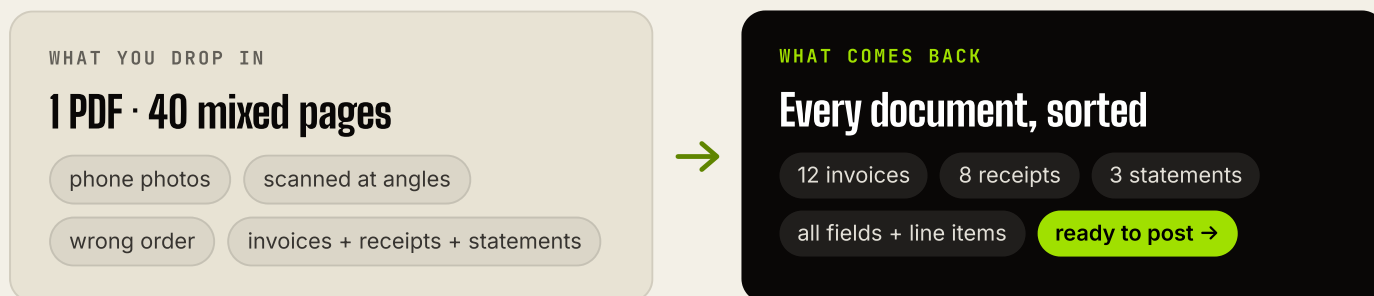 WHAT YOU DROP IN
1 PDF · 40 mixed pages
phone photos
scanned at angles
wrong order
invoices + receipts + statements
→
WHAT COMES BACK
Every document, sorted
12 invoices
8 receipts
3 statements
all fields + line items
ready to post →